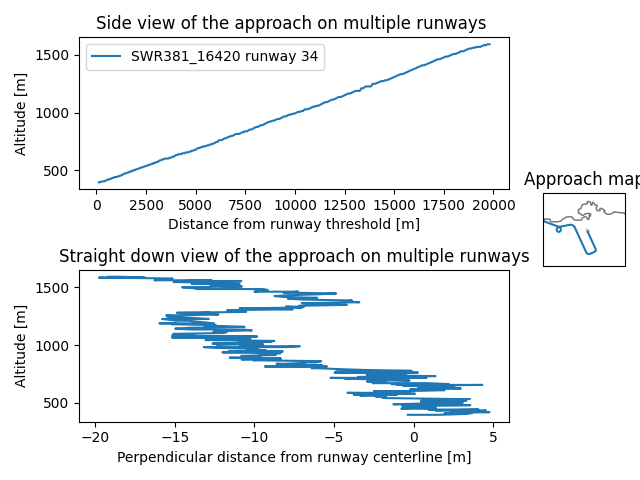 Side view of the approach on multiple runways
SWR381_16420 runway 34
Altitude [m]
1500
1000
500
0 2500 5000 7500 10000 12500 15000 17500 20000
Distance from runway threshold [m]
Approach map
Straight down view of the approach on multiple runways
Altitude [m]
1500
1000
500
−20 −15 −10 −5 0 5
Perpendicular distance from runway centerline [m]